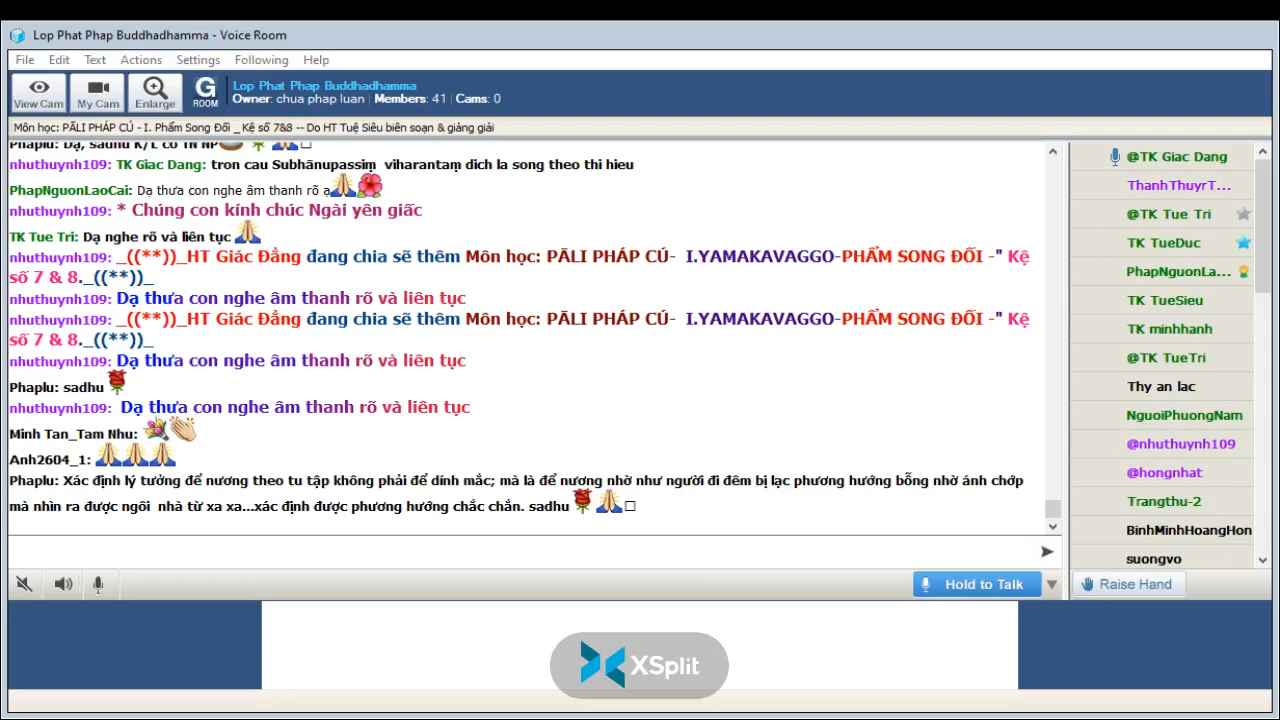 Lop Phat Phap Buddhadhamma - Voice Room
File Edit Text Actions Settings Following Help
View Cam My Cam Enlarge G ROOM
Lop Phat Phap Buddhadhamma
Owner: chua phap luan | Members: 41 | Cams: 0
Môn học: PĀLI PHÁP CÚ - I. Phẩm Song Đối _ Kệ số 7&8 -- Do HT Tuệ Siêu biên soạn & giảng giải
Phaplu: Dạ, sadhu K/L có TN NP
nhuthuynh109: TK Giac Dang: tron cau Subhānupassiṃ viharantaṃ dich la song theo thi hieu
PhapNguonLaoCai: Dạ thưa con nghe âm thanh rõ ạ
nhuthuynh109: * Chúng con kính chúc Ngài yên giấc
TK Tue Tri: Dạ nghe rõ và liên tục
nhuthuynh109: _((**))_HT Giác Đẳng đang chia sẽ thêm Môn học: PĀLI PHÁP CÚ- I.YAMAKAVAGGO-PHẨM SONG ĐỐI -" Kệ
số 7 & 8._((**))_
nhuthuynh109: Dạ thưa con nghe âm thanh rõ và liên tục
nhuthuynh109: _((**))_HT Giác Đẳng đang chia sẽ thêm Môn học: PĀLI PHÁP CÚ- I.YAMAKAVAGGO-PHẨM SONG ĐỐI -" Kệ
số 7 & 8._((**))_
nhuthuynh109: Dạ thưa con nghe âm thanh rõ và liên tục
Phaplu: sadhu
nhuthuynh109: Dạ thưa con nghe âm thanh rõ và liên tục
Minh Tan_Tam Nhu:
Anh2604_1:
Phaplu: Xác định lý tưởng để nương theo tu tập không phải để dính mắc; mà là để nương nhờ như người đi đêm bị lạc phương hướng bỗng nhờ ánh chớp
mà nhìn ra được ngôi nhà từ xa xa...xác định được phương hướng chắc chắn. sadhu
@TK Giac Dang
ThanhThuyrT...
@TK Tue Tri
TK TueDuc
PhapNguonLa...
TK TueSieu
TK minhhanh
@TK TueTri
Thy an lac
NguoiPhuongNam
@nhuthuynh109
@hongnhat
Trangthu-2
BinhMinhHoangHon
suongvo
Hold to Talk
Raise Hand
XSplit